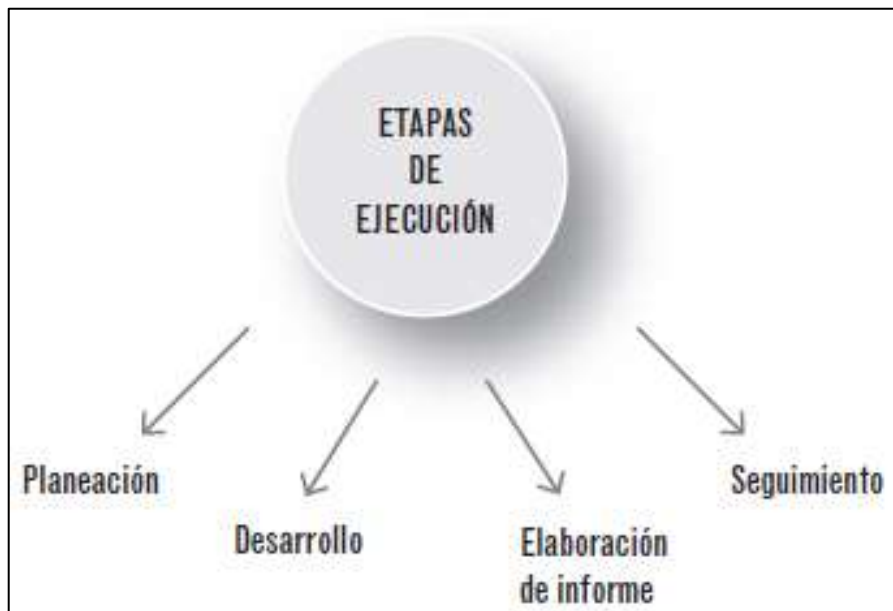 ETAPAS
DE
EJECUCIÓN
Planeación
Desarrollo
Elaboración
de informe
Seguimiento